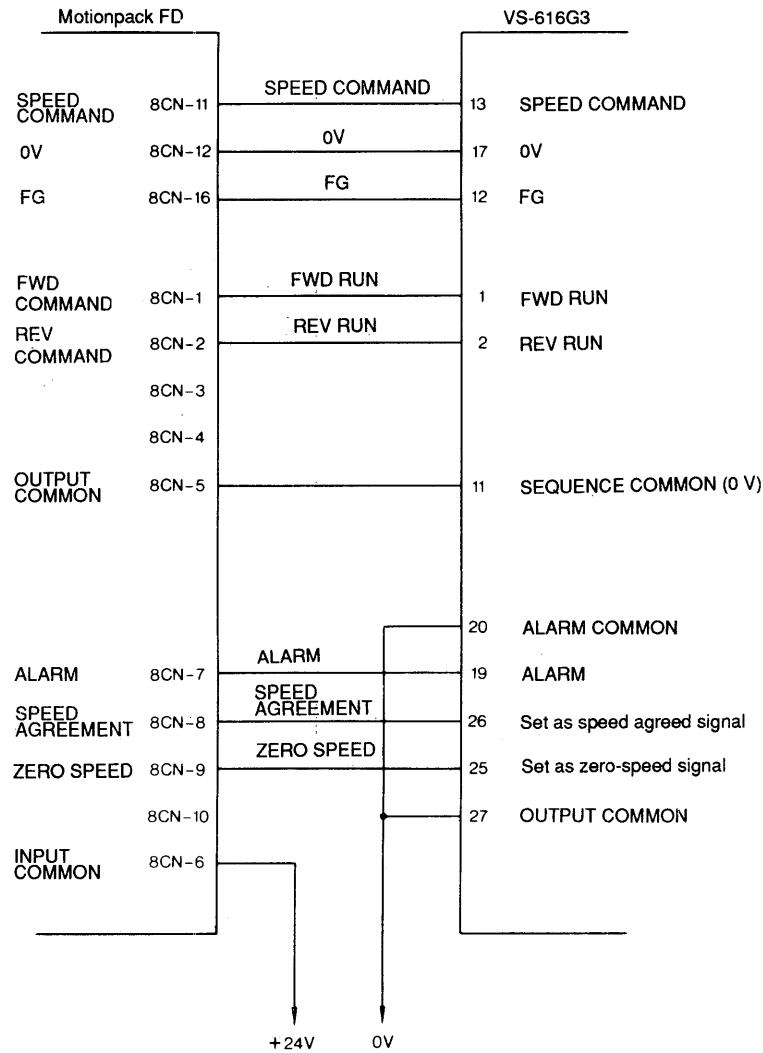 Motionpack FD VS-616G3
SPEED COMMAND 8CN-11 SPEED COMMAND 13 SPEED COMMAND
0V 8CN-12 0V 17 0V
FG 8CN-16 FG 12 FG
FWD COMMAND 8CN-1 FWD RUN 1 FWD RUN
REV COMMAND 8CN-2 REV RUN 2 REV RUN
8CN-3
8CN-4
OUTPUT COMMON 8CN-5 11 SEQUENCE COMMON (0 V)
20 ALARM COMMON
ALARM 8CN-7 ALARM 19 ALARM
SPEED AGREEMENT 8CN-8 SPEED AGREEMENT 26 Set as speed agreed signal
ZERO SPEED 8CN-9 ZERO SPEED 25 Set as zero-speed signal
8CN-10 27 OUTPUT COMMON
INPUT COMMON 8CN-6
+24V 0V